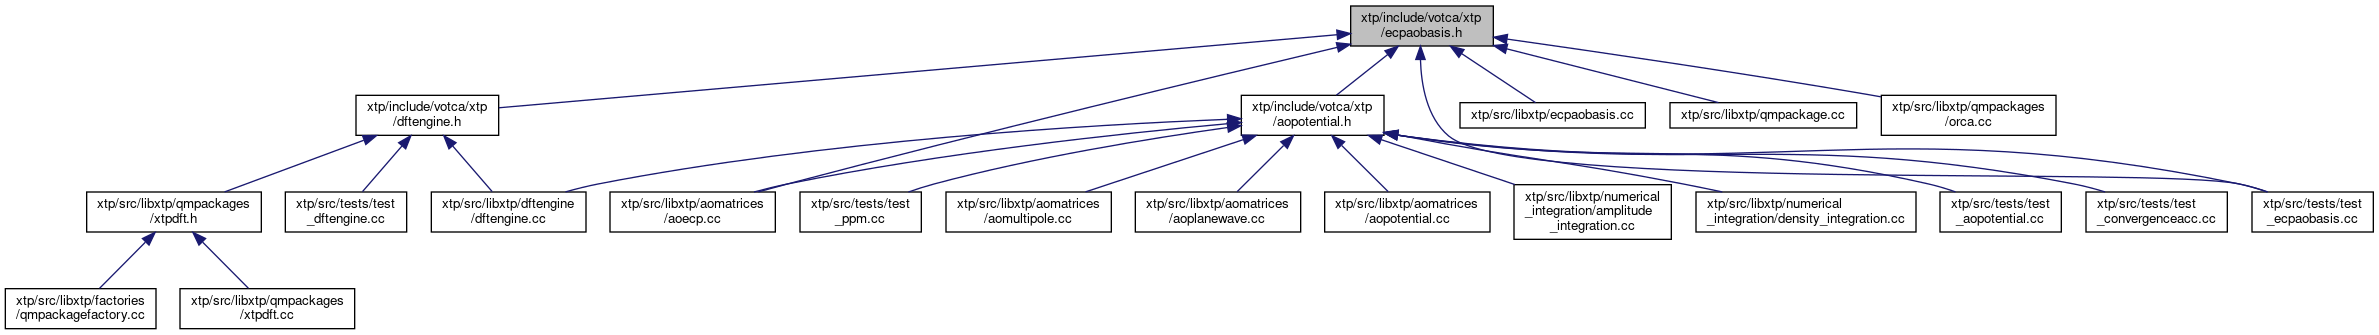 xtp/include/votca/xtp
/ecpaobasis.h
xtp/include/votca/xtp
/dftengine.h
xtp/include/votca/xtp
/aopotential.h
xtp/src/libxtp/ecpaobasis.cc
xtp/src/libxtp/qmpackage.cc
xtp/src/libxtp/qmpackages
/orca.cc
xtp/src/libxtp/qmpackages
/xtpdft.h
xtp/src/tests/test
_dftengine.cc
xtp/src/libxtp/dftengine
/dftengine.cc
xtp/src/libxtp/aomatrices
/aoecp.cc
xtp/src/tests/test
_ppm.cc
xtp/src/libxtp/aomatrices
/aomultipole.cc
xtp/src/libxtp/aomatrices
/aoplanewave.cc
xtp/src/libxtp/aomatrices
/aopotential.cc
xtp/src/libxtp/numerical
_integration/amplitude
_integration.cc
xtp/src/libxtp/numerical
_integration/density_integration.cc
xtp/src/tests/test
_aopotential.cc
xtp/src/tests/test
_convergenceacc.cc
xtp/src/tests/test
_ecpaobasis.cc
xtp/src/libxtp/factories
/qmpackagefactory.cc
xtp/src/libxtp/qmpackages
/xtpdft.cc